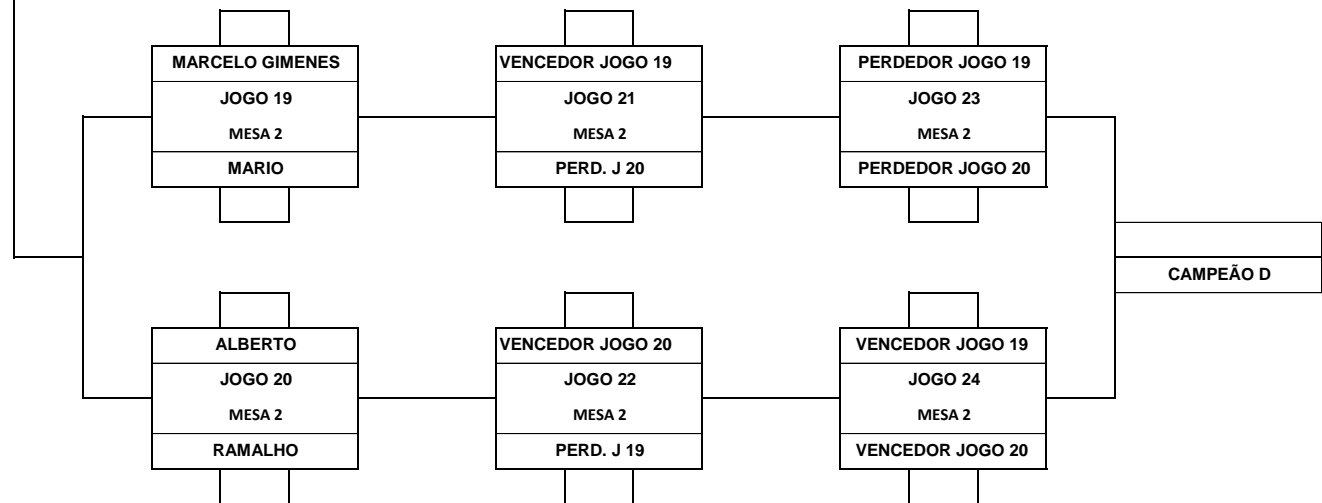 MARCELO GIMENES
JOGO 19
MESA 2
MARIO
VENCEDOR JOGO 19
JOGO 21
MESA 2
PERD. J 20
PERDEDOR JOGO 19
JOGO 23
MESA 2
PERDEDOR JOGO 20
CAMPEÃO D
ALBERTO
JOGO 20
MESA 2
RAMALHO
VENCEDOR JOGO 20
JOGO 22
MESA 2
PERD. J 19
VENCEDOR JOGO 19
JOGO 24
MESA 2
VENCEDOR JOGO 20